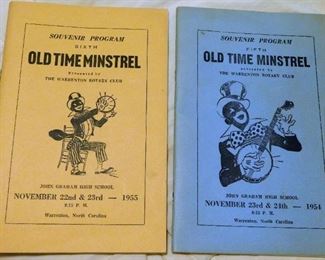 SOUVENIR PROGRAM
SIXTH
OLD TIME MINSTREL
Presented by
THE WARRENTON ROTARY CLUB
JOHN GRAHAM HIGH SCHOOL
NOVEMBER 22nd & 23rd — 1955
8:15 P. M.
Warrenton, North Carolina
SOUVENIR PROGRAM
FIFTH
OLD TIME MINSTREL
presented by
THE WARRENTON ROTARY CLUB
JOHN GRAHAM HIGH SCHOOL
NOVEMBER 23rd & 24th — 1954
8:15 P. M.
Warrenton, North Carolina